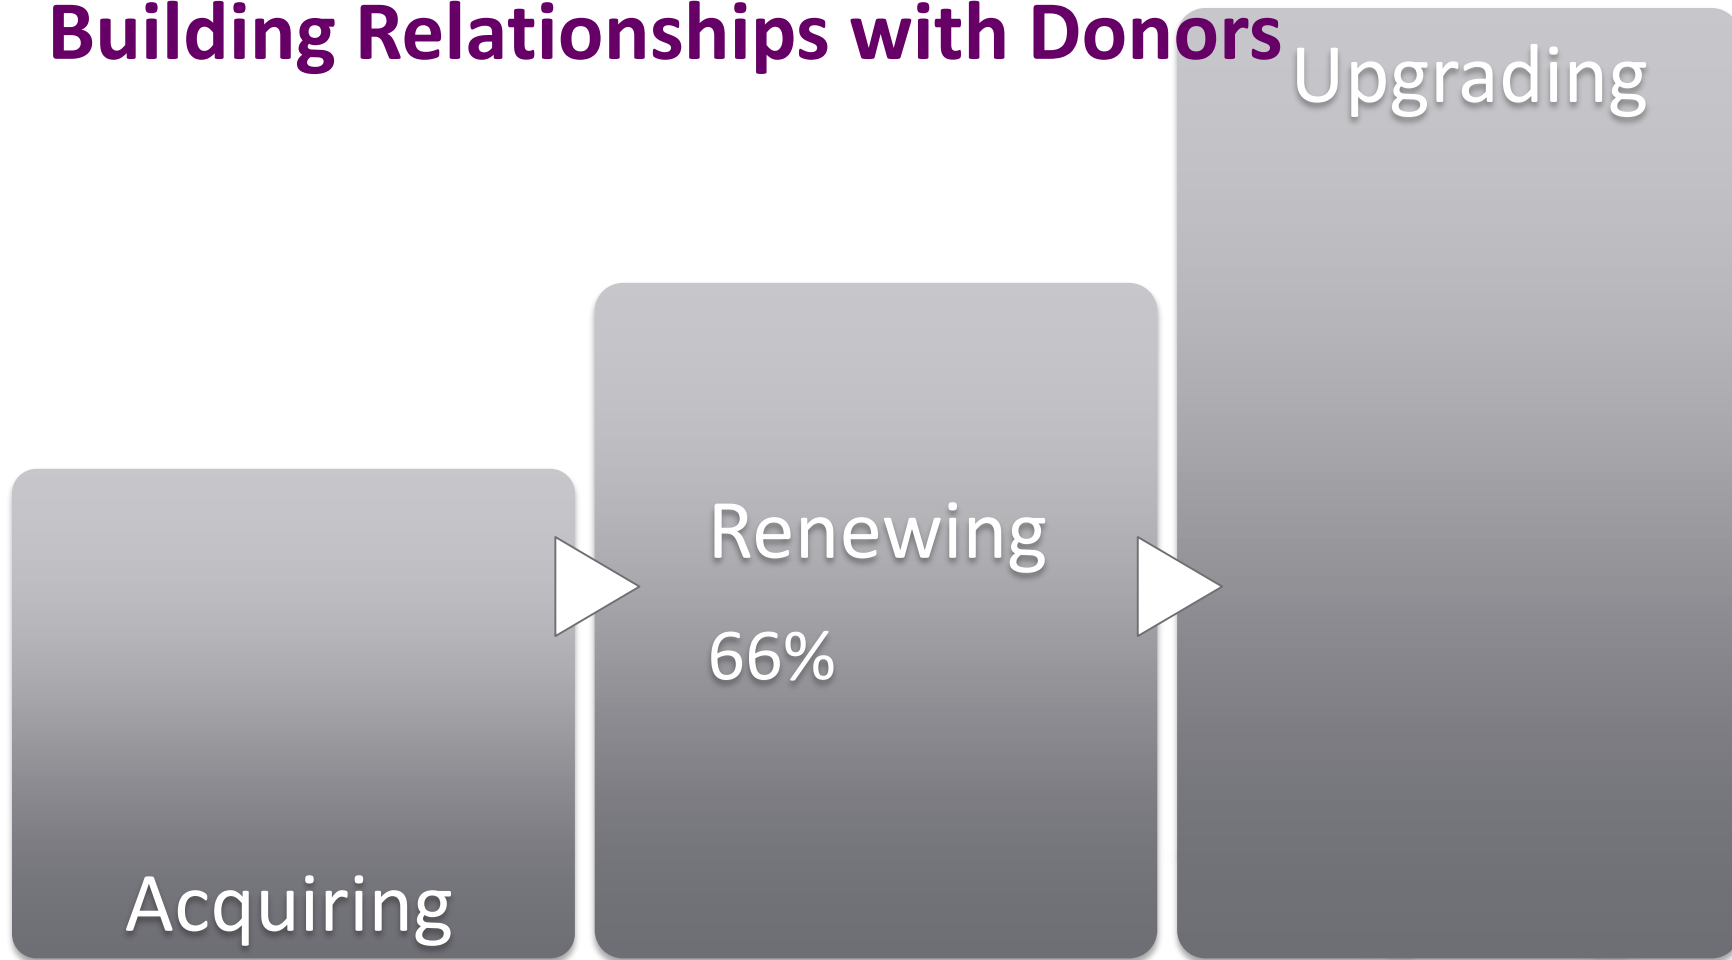 Building Relationships with Donors
Upgrading
Renewing
66%
Acquiring